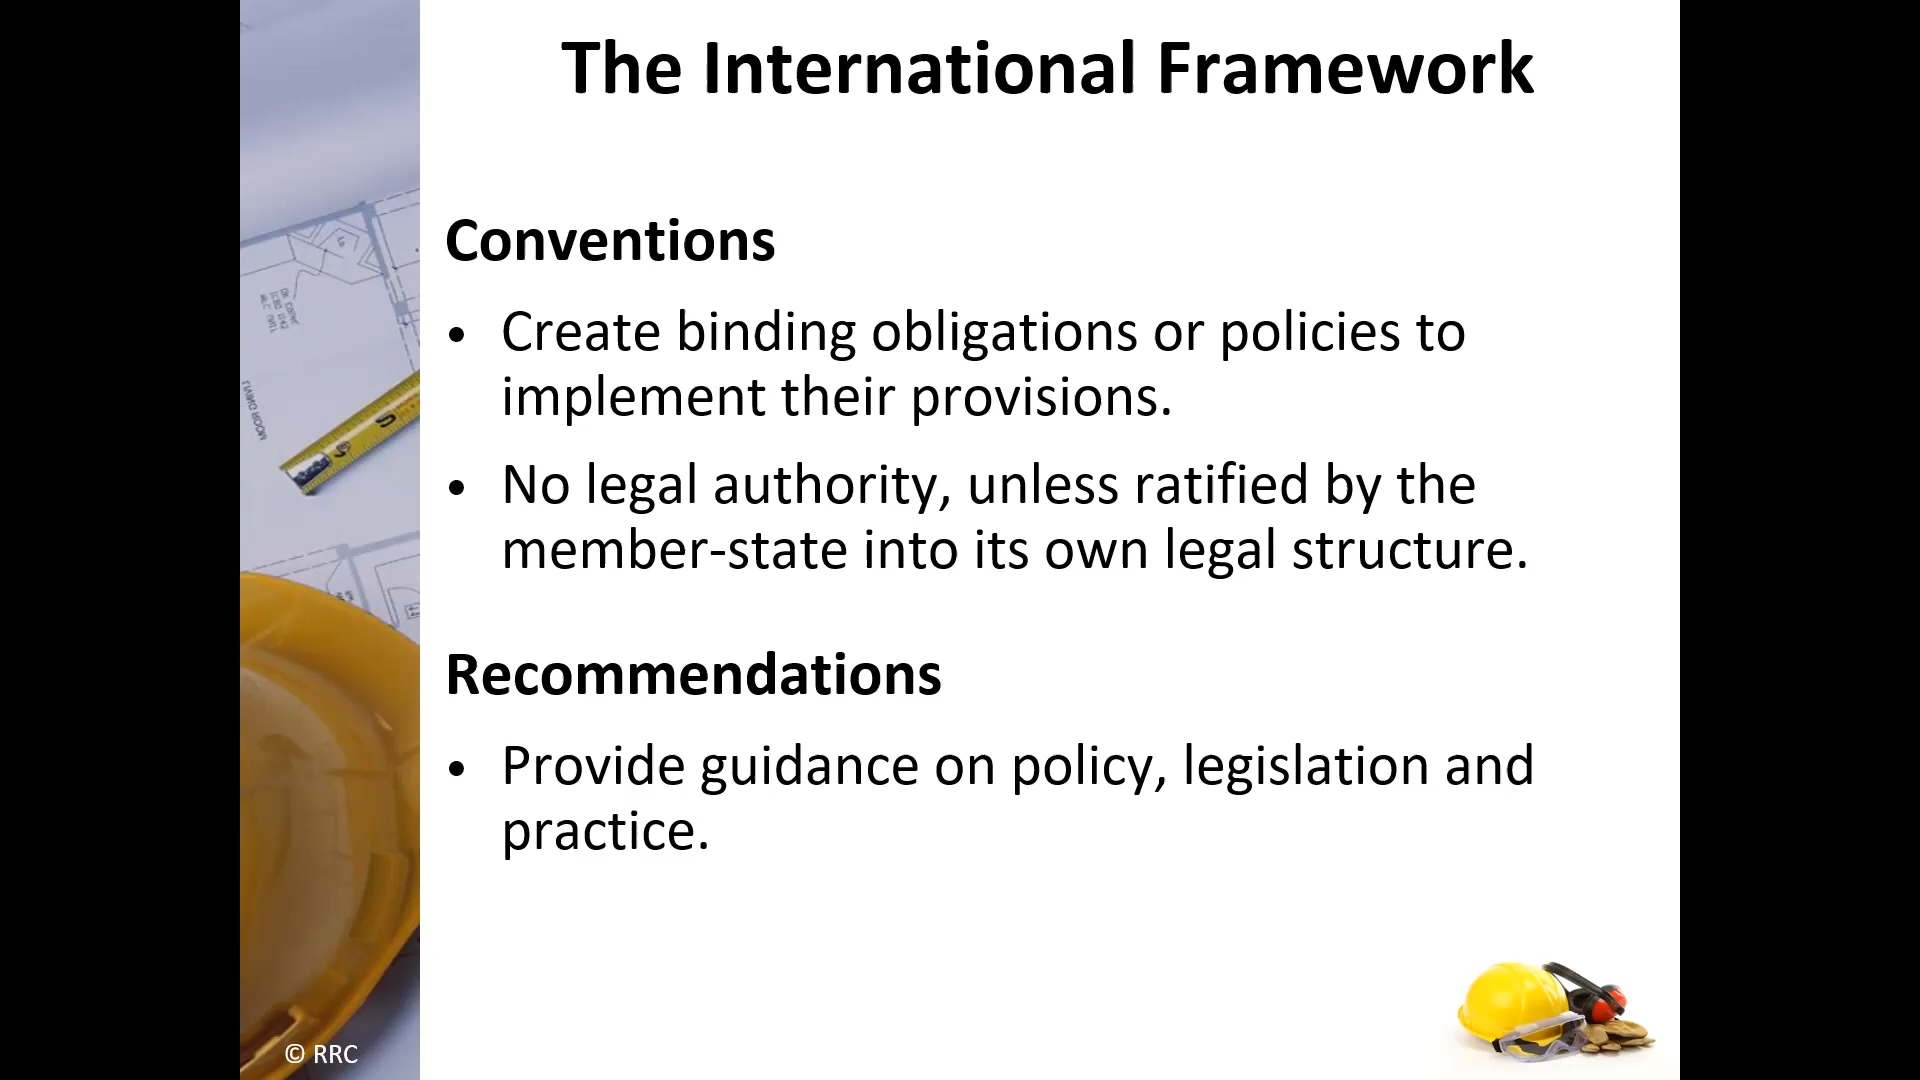 The International Framework
Conventions
• Create binding obligations or policies to
implement their provisions.
• No legal authority, unless ratified by the
member-state into its own legal structure.
Recommendations
• Provide guidance on policy, legislation and
practice.
© RRC